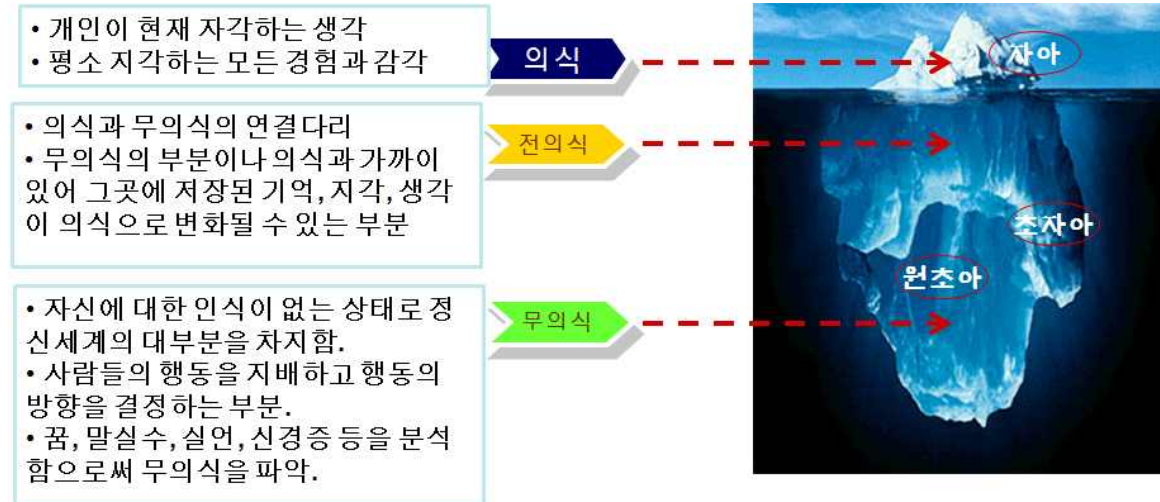 • 개인이 현재 자각하는 생각
• 평소 지각하는 모든 경험과 감각
의식
자아
• 의식과 무의식의 연결다리
• 무의식의 부분이나 의식과 가까이
있어 그곳에 저장된 기억, 지각, 생각
이 의식으로 변화될 수 있는 부분
전의식
초자아
원초아
• 자신에 대한 인식이 없는 상태로 정
신세계의 대부분을 차지함.
• 사람들의 행동을 지배하고 행동의
방향을 결정하는 부분.
• 꿈, 말실수, 실언, 신경증 등을 분석
함으로써 무의식을 파악.
무의식